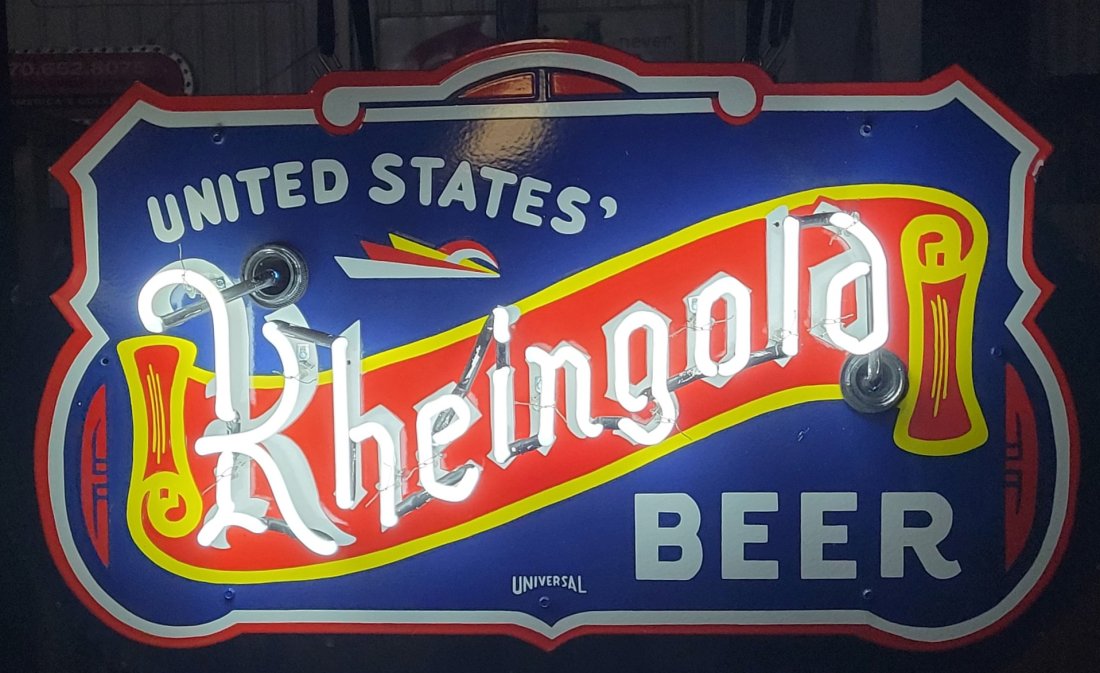 UNITED STATES'
Rheingold
BEER
UNIVERSAL